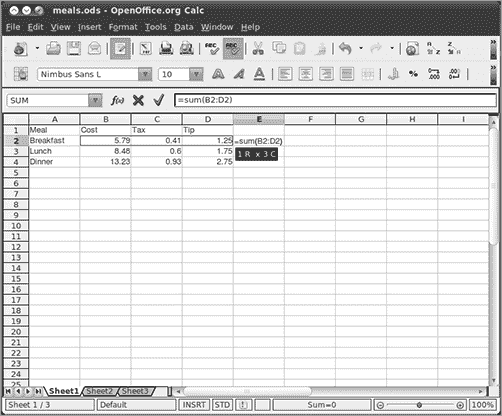 meals.ods - OpenOffice.org Calc
File Edit View Insert Format Tools Data Window Help
Nimbus Sans L 10
SUM f(x) =sum(B2:D2)
A B C D E F G H I
1 Meal Cost Tax Tip
2 Breakfast 5.79 0.41 1.25 =sum(B2:D2)
3 Lunch 8.48 0.6 1.75 1 R x 3 C
4 Dinner 13.23 0.93 2.75
5
6
7
8
9
10
11
12
13
14
15
16
17
18
19
20
21
22
23
24
25
Sheet1 Sheet2 Sheet3
Sheet 1 / 3 Default INSRT STD Sum=0 100%